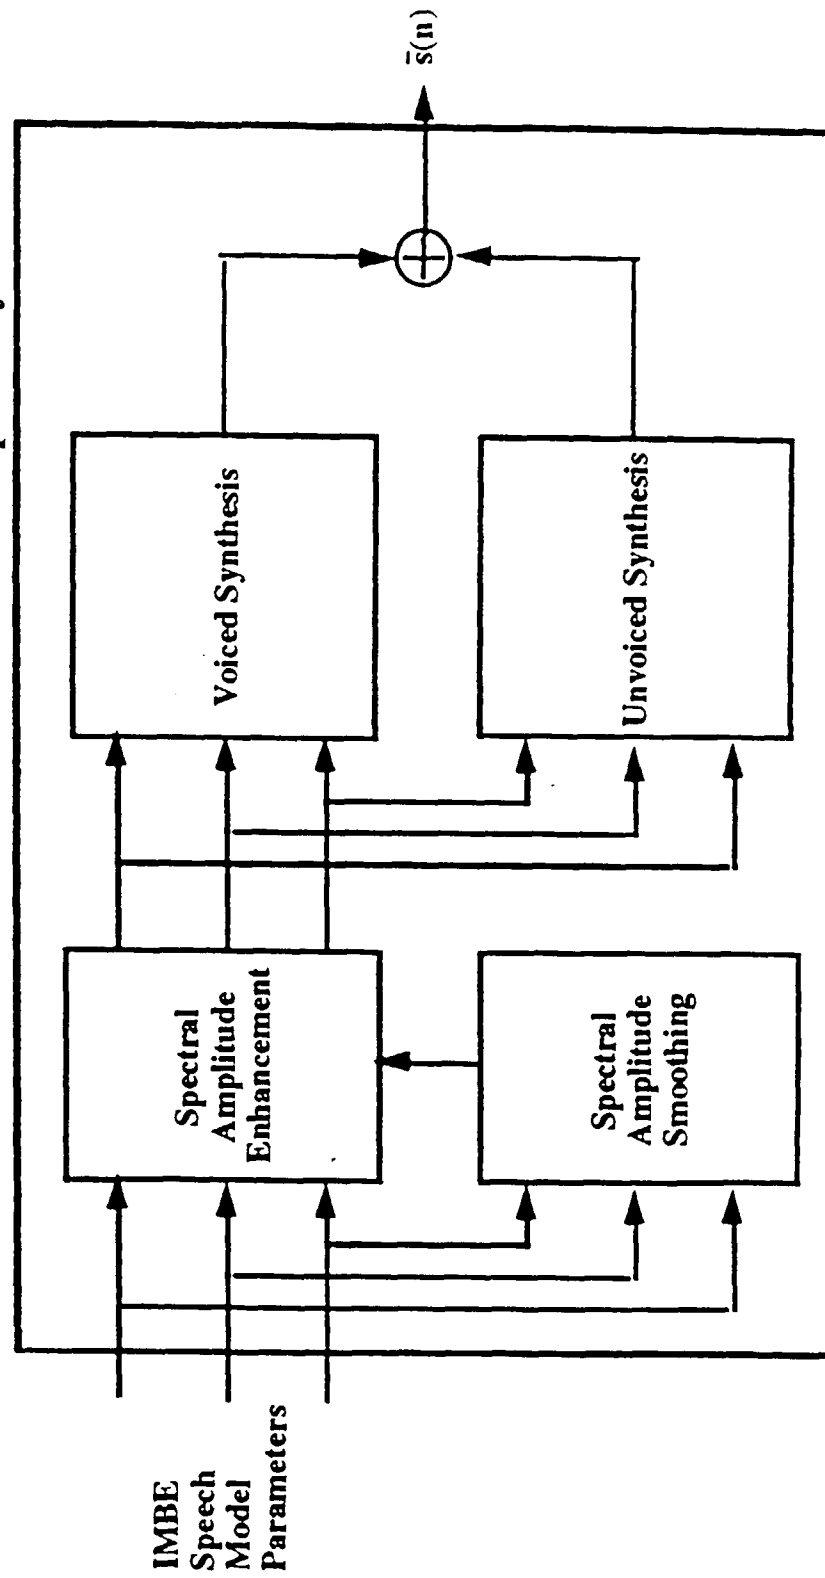 IMBE
Speech
Model
Parameters
Spectral
Amplitude
Enhancement
Spectral
Amplitude
Smoothing
Voiced Synthesis
Unvoiced Synthesis
s̄(n)